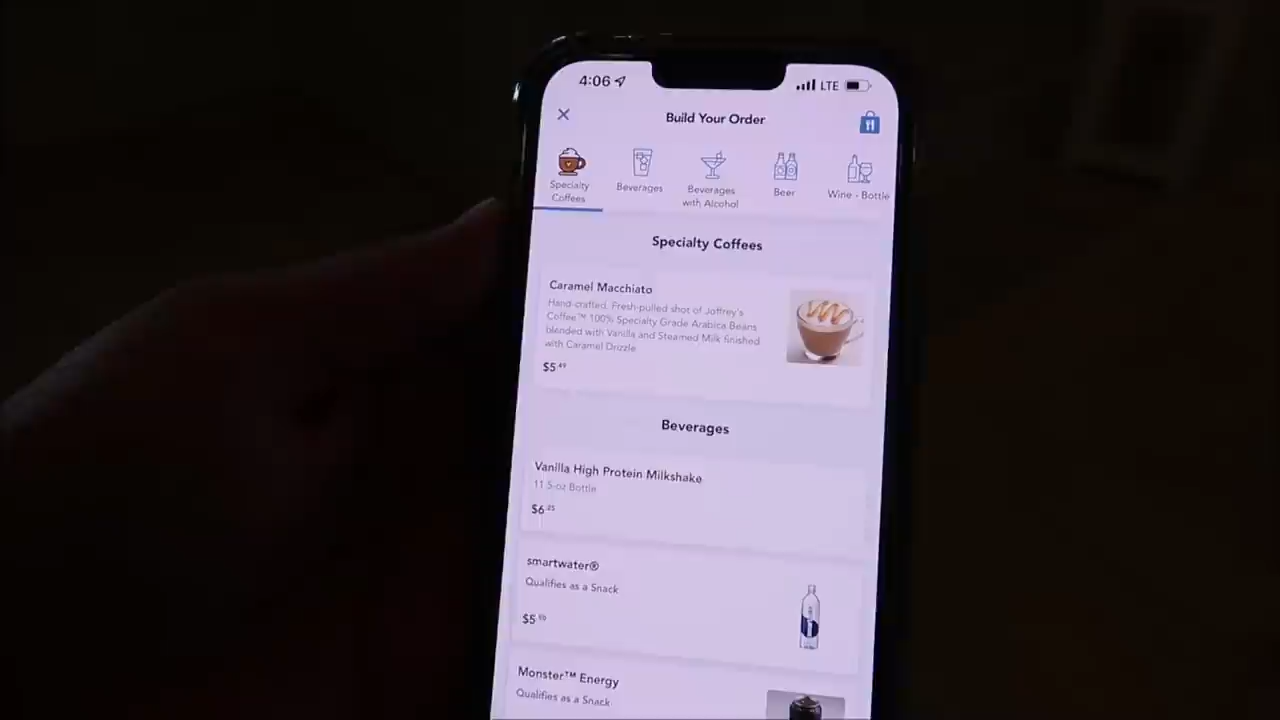 4:06
LTE
Build Your Order
Specialty
Coffees
Beverages
Beverages
with Alcohol
Beer
Wine - Bottle
Specialty Coffees
Caramel Macchiato
Hand-crafted, Fresh-pulled shot of Joffrey's
Coffee™ 100% Specialty Grade Arabica Beans
blended with Vanilla and Steamed Milk finished
with Caramel Drizzle
$5.49
Beverages
Vanilla High Protein Milkshake
11.5-oz Bottle
$6
smartwater®
Qualifies as a Snack
$5
Monster™ Energy
Qualifies as a Snack